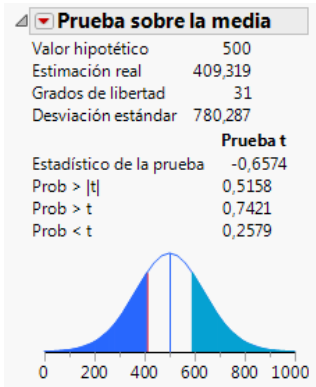 Prueba sobre la media
Valor hipotético 500
Estimación real 409,319
Grados de libertad 31
Desviación estándar 780,287
Prueba t
Estadístico de la prueba -0,6574
Prob > |t| 0,5158
Prob > t 0,7421
Prob < t 0,2579
0 200 400 600 800 1000